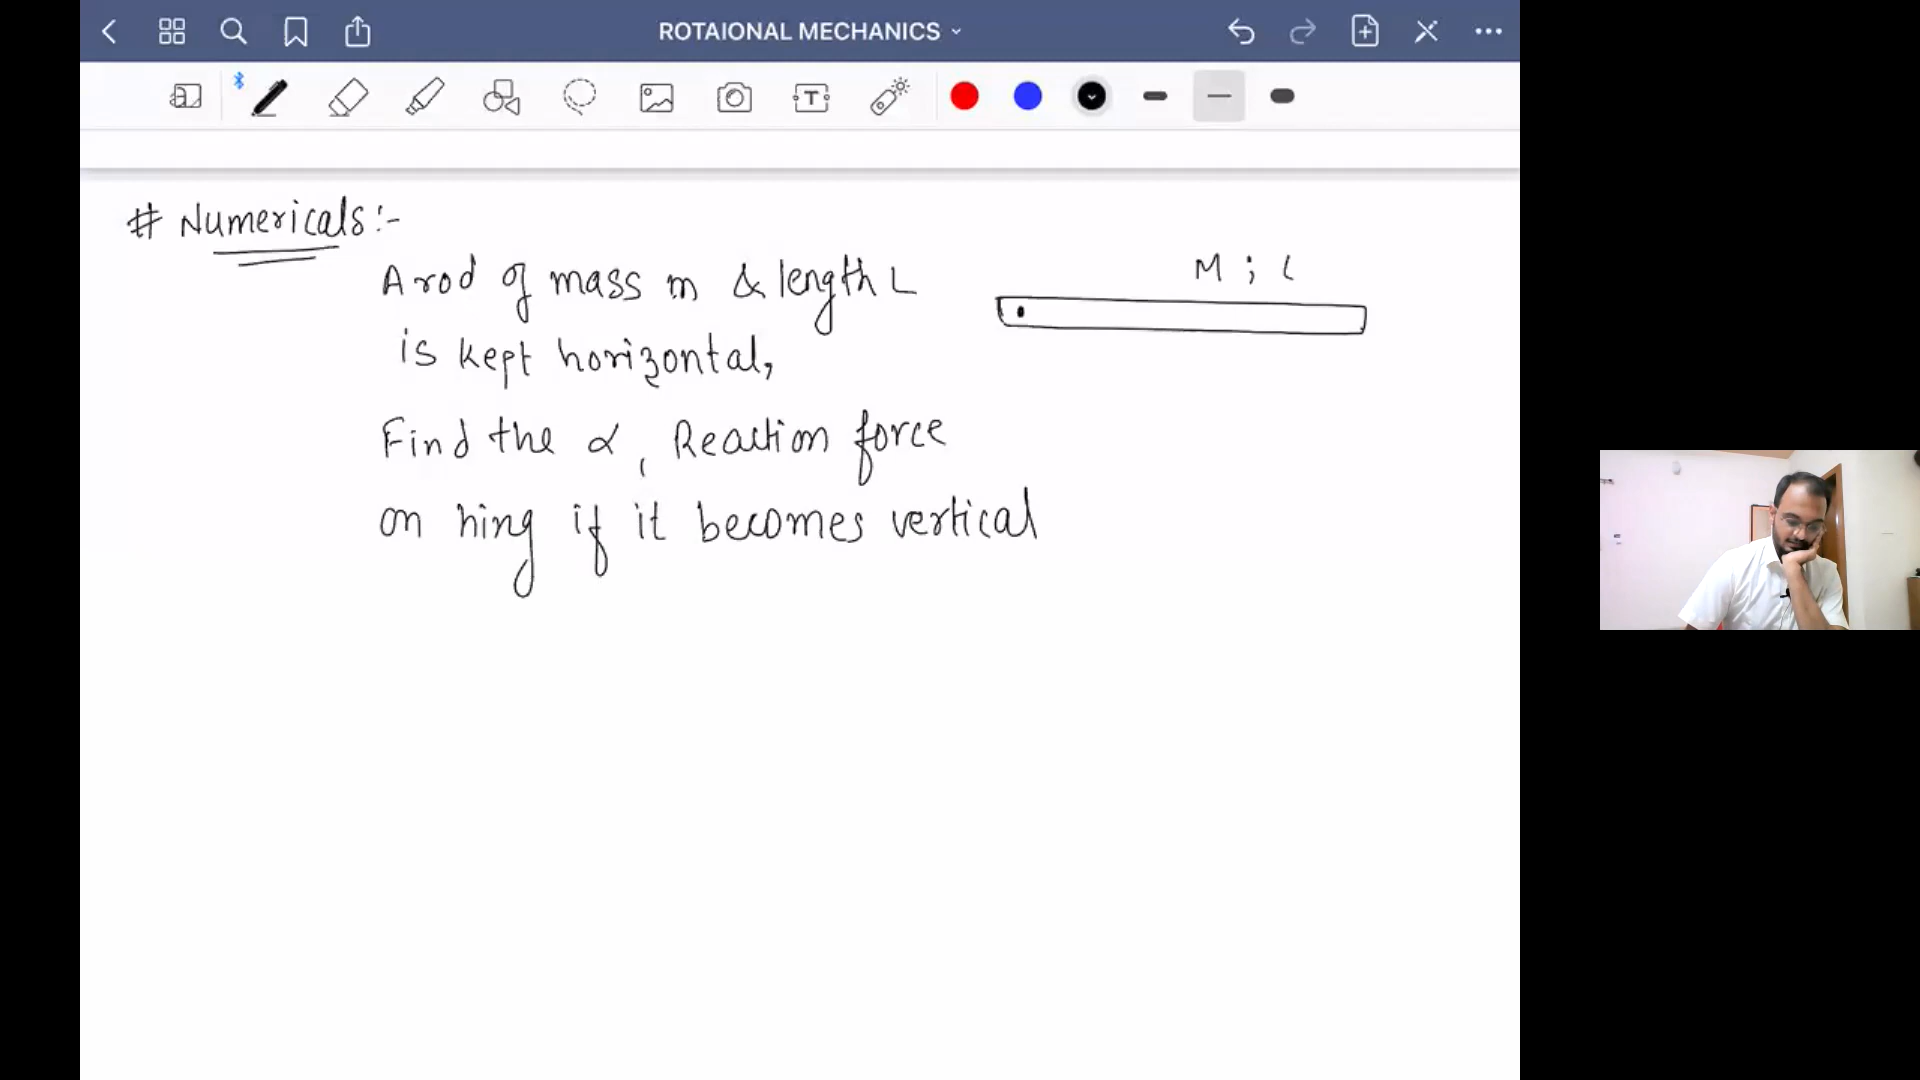 ROTAIONAL MECHANICS
# Numericals:-
A rod of mass m & length L
M ; L
is kept horizontal,
Find the α, Reaction force
on hing if it becomes vertical